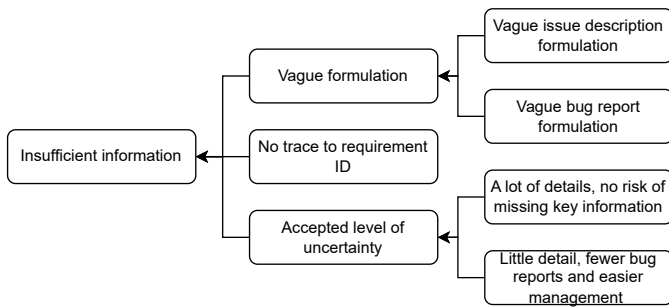 Insufficient information
Vague formulation
No trace to requirement
ID
Accepted level of
uncertainty
Vague issue description
formulation
Vague bug report
formulation
A lot of details, no risk of
missing key information
Little detail, fewer bug
reports and easier
management